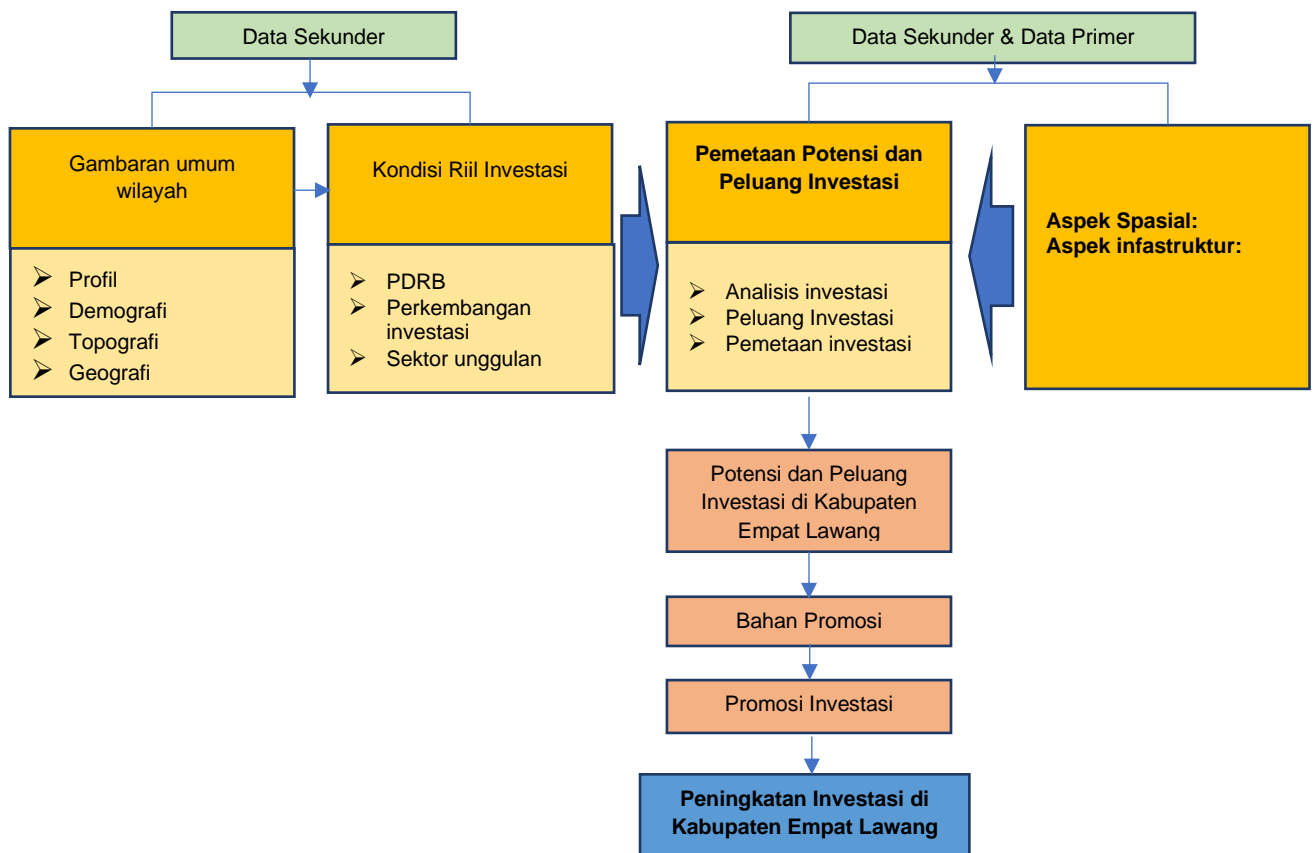 Data Sekunder
Data Sekunder & Data Primer
Gambaran umum
wilayah
Kondisi Riil Investasi
Pemetaan Potensi dan
Peluang Investasi
Aspek Spasial:
Aspek infastruktur:
➢ Profil
➢ Demografi
➢ Topografi
➢ Geografi
➢ PDRB
➢ Perkembangan
investasi
➢ Sektor unggulan
➢ Analisis investasi
➢ Peluang Investasi
➢ Pemetaan investasi
Potensi dan Peluang
Investasi di Kabupaten
Empat Lawang
Bahan Promosi
Promosi Investasi
Peningkatan Investasi di
Kabupaten Empat Lawang